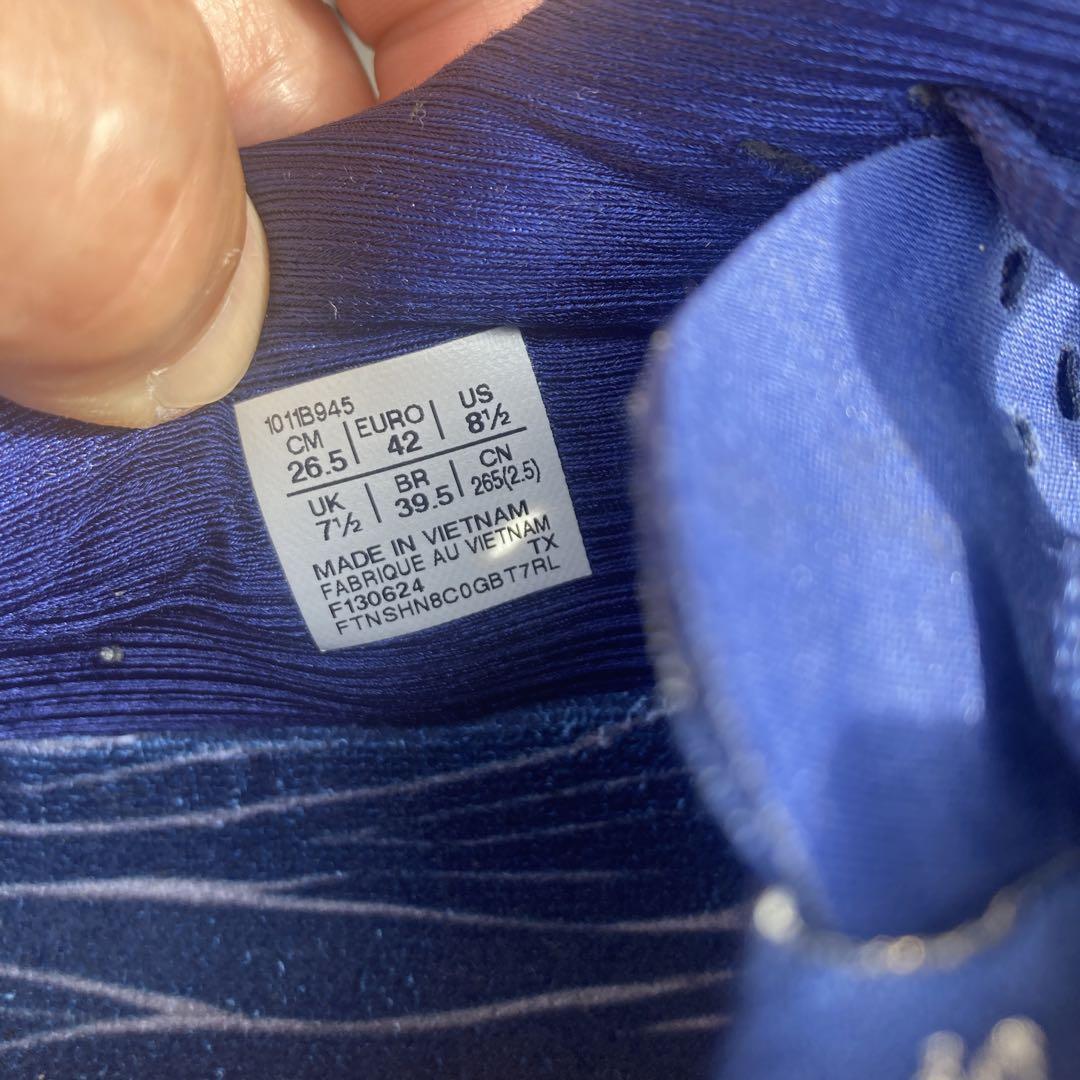 1011B945
CM | EURO | US
26.5 | 42 | 8½
UK | BR | CN
7½ | 39.5 | 265(2.5)
MADE IN VIETNAM
FABRIQUE AU VIETNAM
F130624 TX
FTNSHN8C0GBT7RL